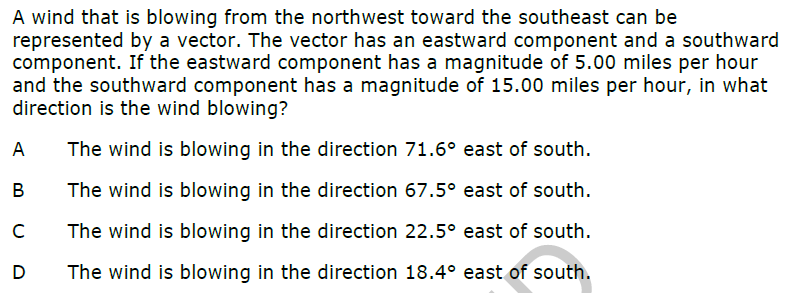 A wind that is blowing from the northwest toward the southeast can be
represented by a vector. The vector has an eastward component and a southward
component. If the eastward component has a magnitude of 5.00 miles per hour
and the southward component has a magnitude of 15.00 miles per hour, in what
direction is the wind blowing?
A The wind is blowing in the direction 71.6° east of south.
B The wind is blowing in the direction 67.5° east of south.
C The wind is blowing in the direction 22.5° east of south.
D The wind is blowing in the direction 18.4° east of south.